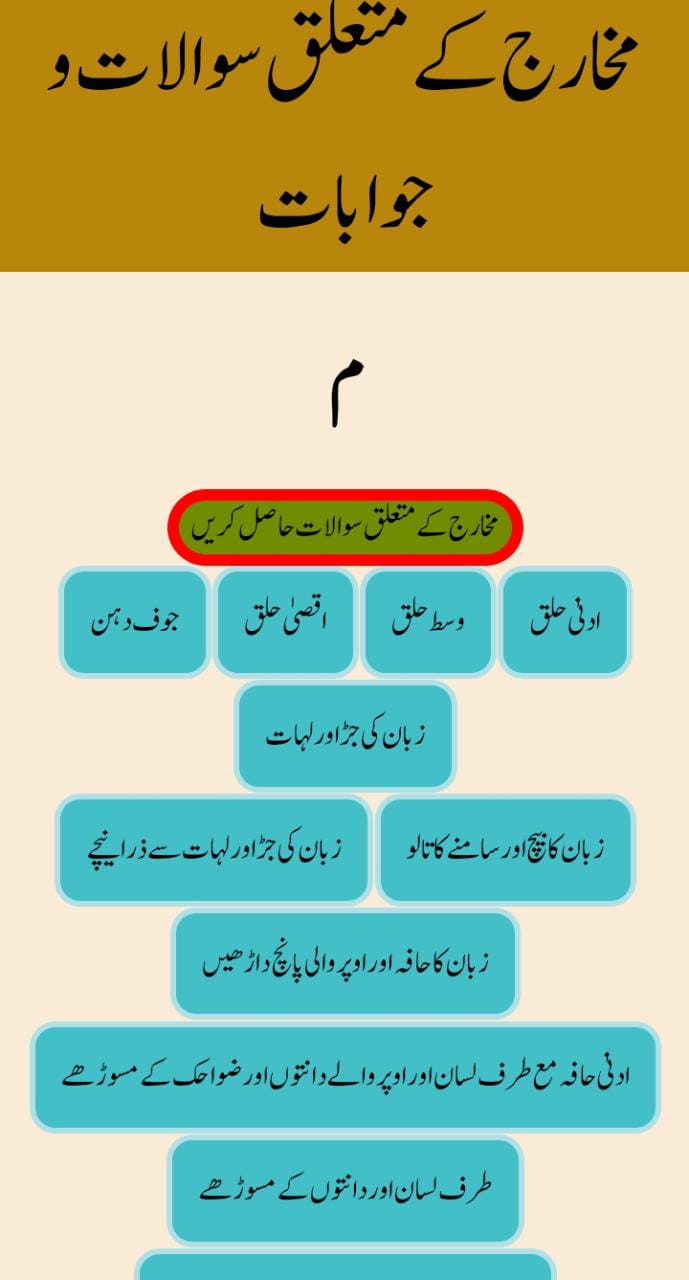 مخارج کے متعلق سوالات و
جوابات
م
مخارج کے متعلق سوالات حاصل کریں
ادنی حلق
وسط حلق
اقصیٰ حلق
جوف دہن
زبان کی جڑ اور لہات
زبان کا بیچ اور سامنے کا تالو
زبان کی جڑ اور لہات سے ذرا نیچے
زبان کا حافہ اور اوپر والی پانچ داڑھیں
ادنی حافہ مع طرف لسان اور اوپر والے دانتوں اور ضواحک کے مسوڑھے
طرف لسان اور دانتوں کے مسوڑھے